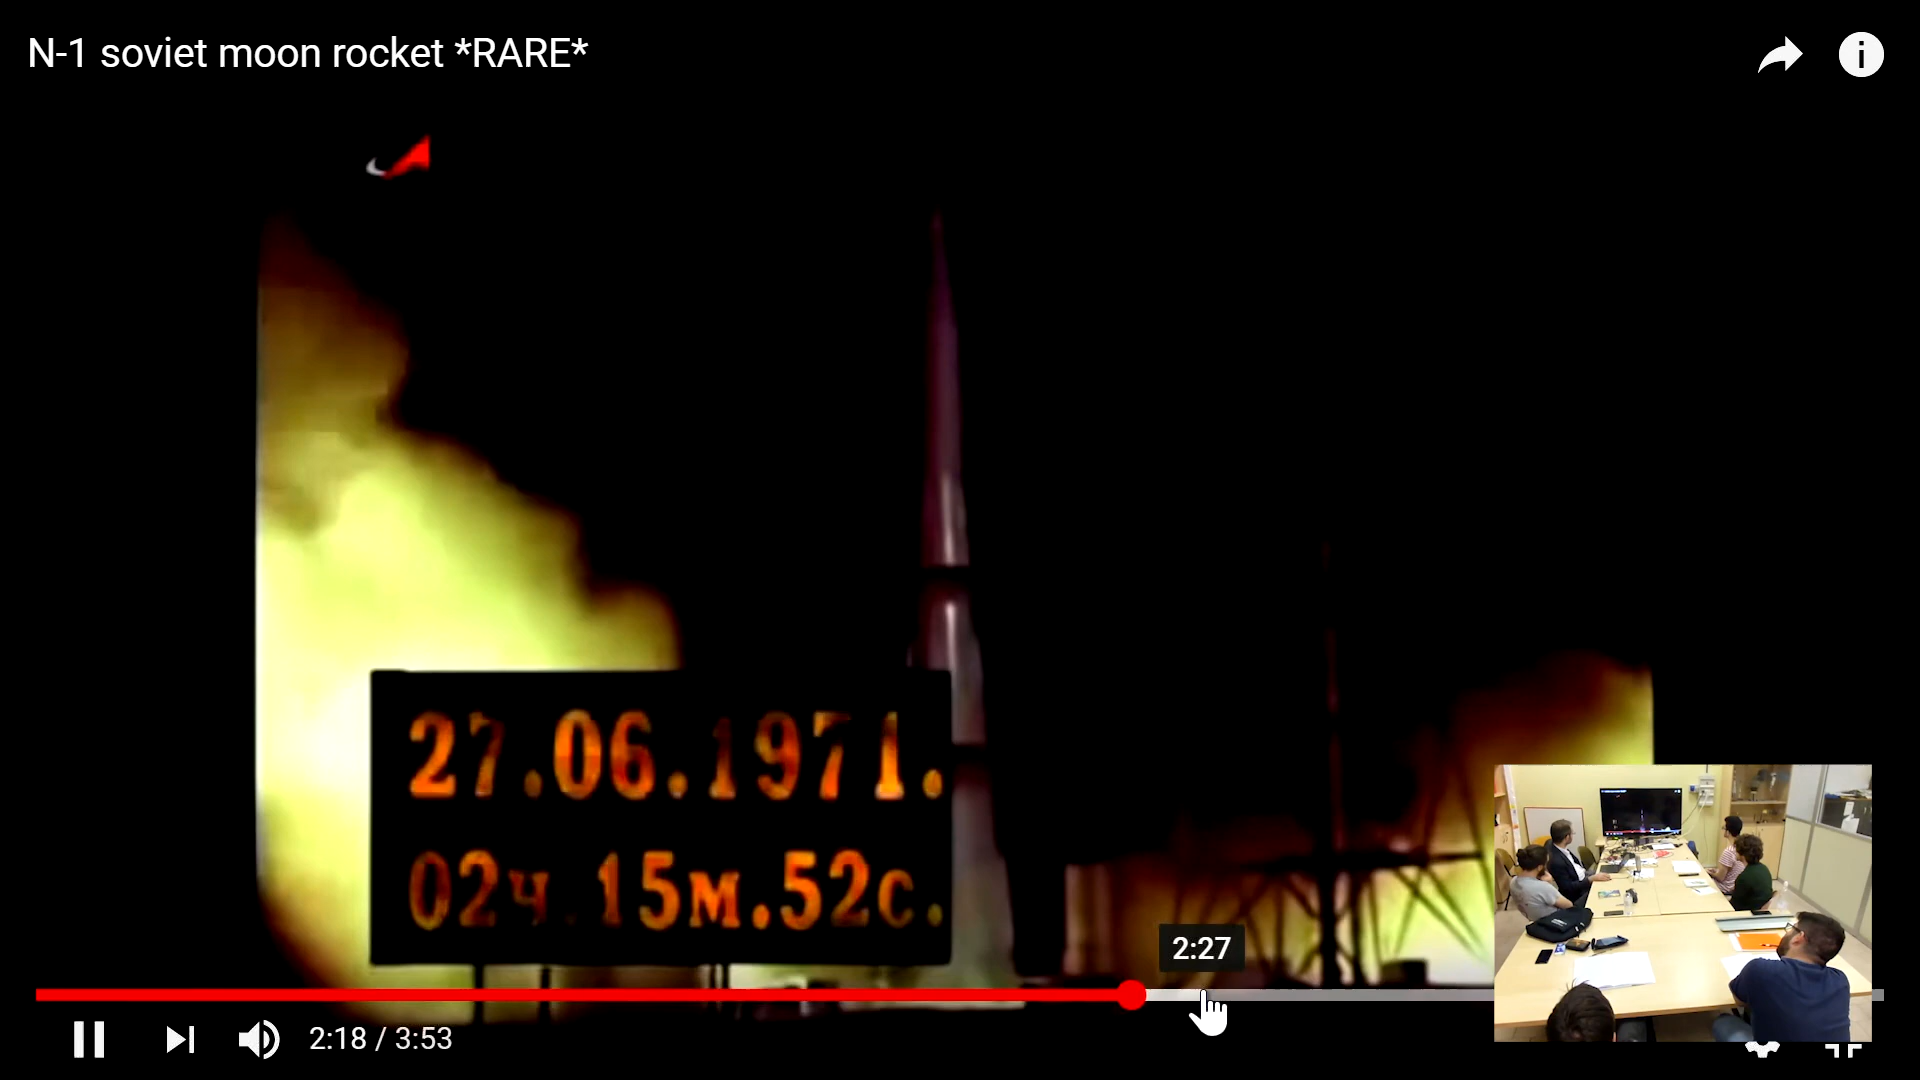 N-1 soviet moon rocket *RARE*
27.06.1971.
02ч.15м.52с.
2:27
2:18 / 3:53